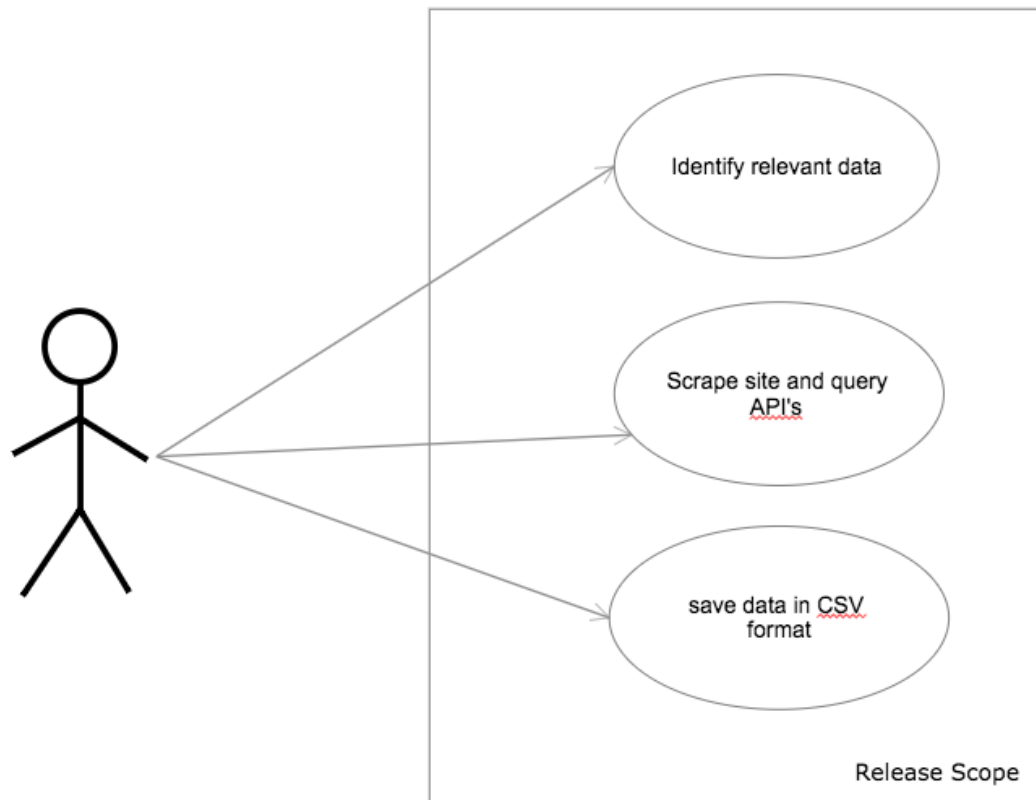 Identify relevant data
Scrape site and query
API's
save data in CSV
format
Release Scope